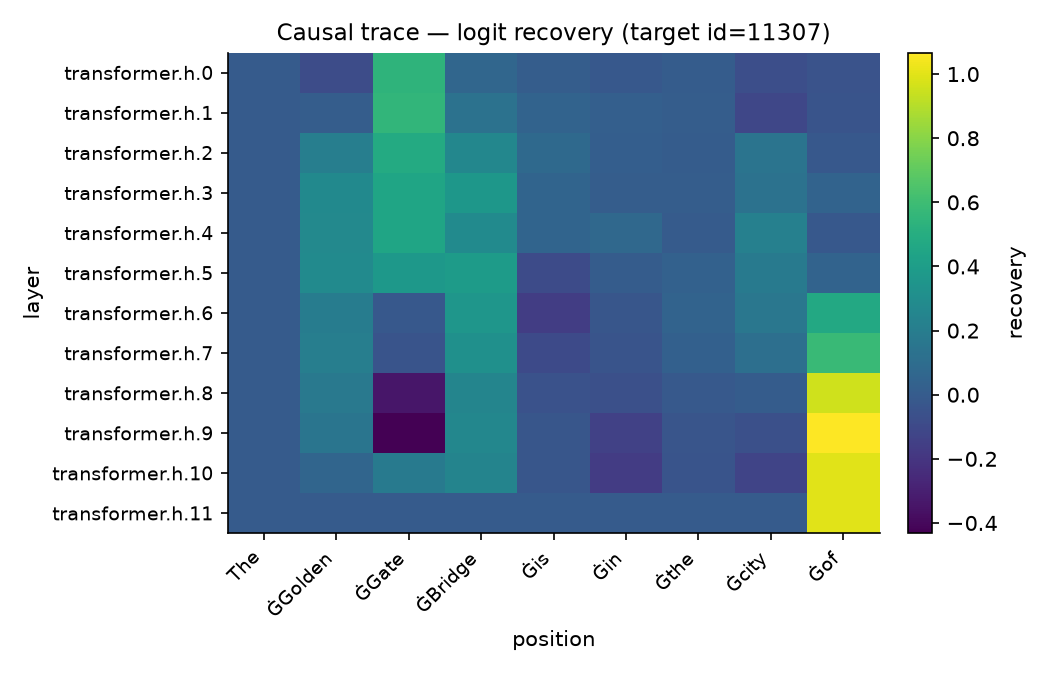 Causal trace — logit recovery (target id=11307)
transformer.h.0
transformer.h.1
transformer.h.2
transformer.h.3
transformer.h.4
transformer.h.5
transformer.h.6
transformer.h.7
transformer.h.8
transformer.h.9
transformer.h.10
transformer.h.11
layer
The
ĠGolden
ĠGate
ĠBridge
Ġis
Ġin
Ġthe
Ġcity
Ġof
position
1.0
0.8
0.6
0.4
0.2
0.0
−0.2
−0.4
recovery